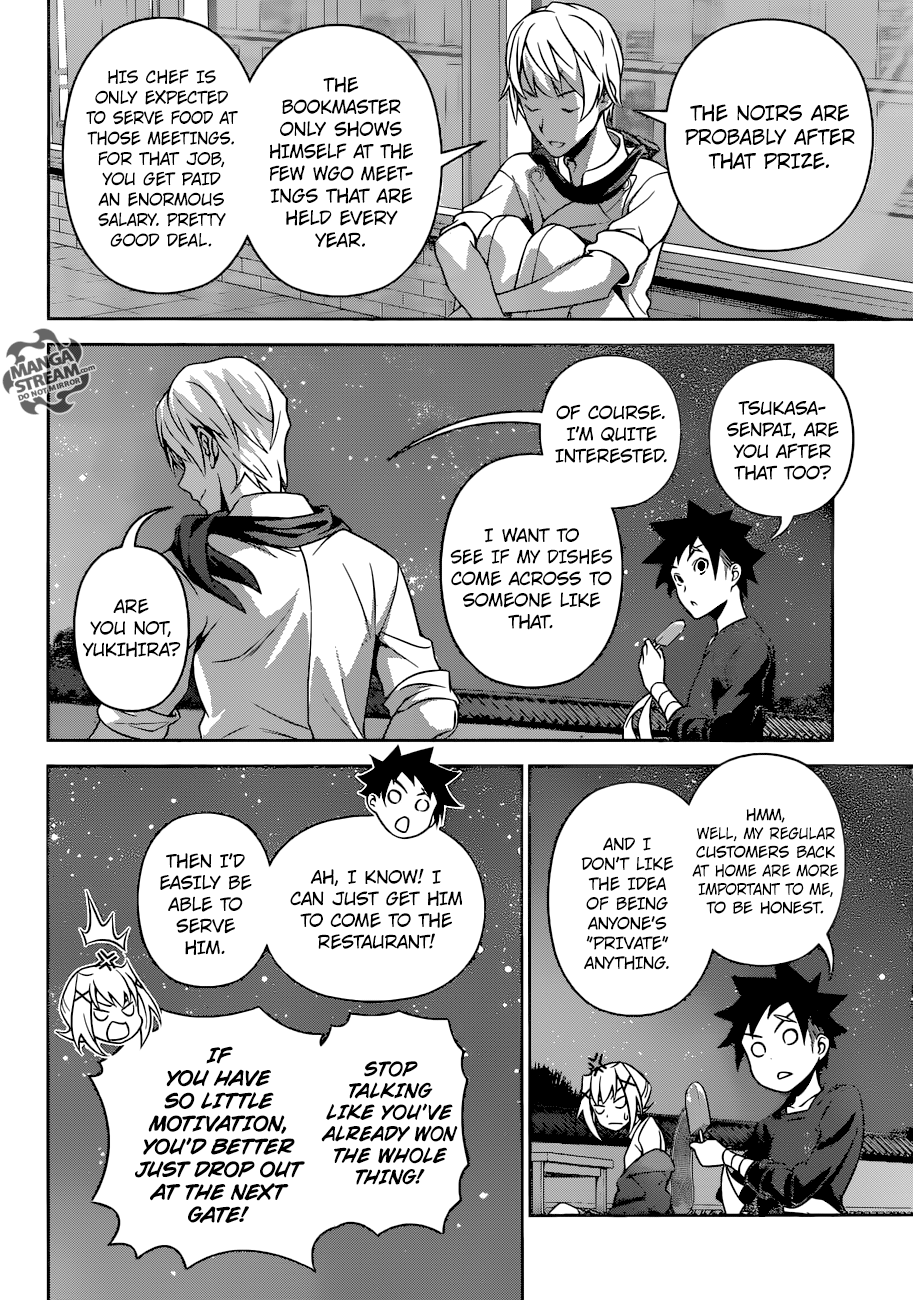 THE NOIRS ARE
PROBABLY AFTER
THAT PRIZE.
THE
BOOKMASTER
ONLY SHOWS
HIMSELF AT THE
FEW WGO MEET-
INGS THAT ARE
HELD EVERY
YEAR.
HIS CHEF IS
ONLY EXPECTED
TO SERVE FOOD AT
THOSE MEETINGS.
FOR THAT JOB,
YOU GET PAID
AN ENORMOUS
SALARY. PRETTY
GOOD DEAL.
MANGA
STREAM.com
DO NOT MIRROR
TSUKASA-
SENPAI, ARE
YOU AFTER
THAT TOO?
OF COURSE.
I'M QUITE
INTERESTED.
I WANT TO
SEE IF MY DISHES
COME ACROSS TO
SOMEONE LIKE
THAT.
ARE
YOU NOT,
YUKIHIRA?
HMM,
WELL, MY REGULAR
CUSTOMERS BACK
AT HOME ARE MORE
IMPORTANT TO ME,
TO BE HONEST.
AND I
DON'T LIKE
THE IDEA
OF BEING
ANYONE'S
"PRIVATE"
ANYTHING.
AH, I KNOW! I
CAN JUST GET HIM
TO COME TO THE
RESTAURANT!
THEN I'D
EASILY BE
ABLE TO
SERVE
HIM.
STOP
TALKING
LIKE YOU'VE
ALREADY WON
THE WHOLE
THING!
IF
YOU HAVE
SO LITTLE
MOTIVATION,
YOU'D BETTER
JUST DROP OUT
AT THE NEXT
GATE!